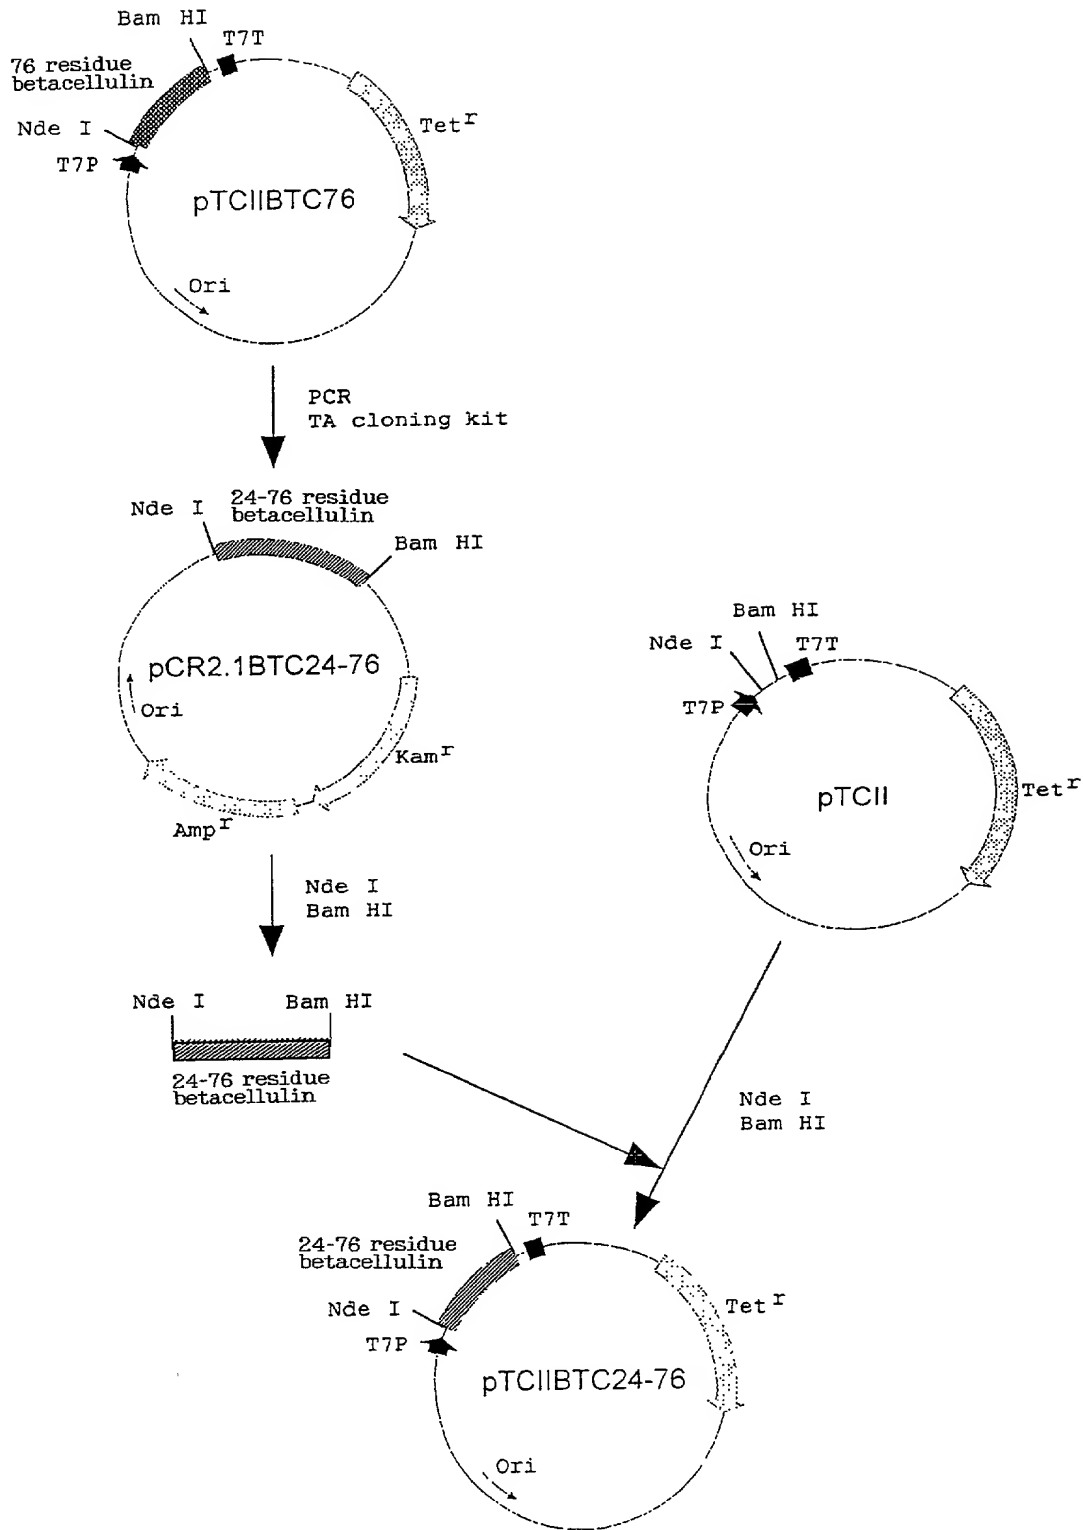 Bam HI
T7T
76 residue
betacellulin
Nde I
T7P
Tet r
pTCIIBTC76
Ori
PCR
TA cloning kit
Nde I
24-76 residue
betacellulin
Bam HI
pCR2.1BTC24-76
Ori
Kam r
Amp r
Bam HI
Nde I
T7T
T7P
pTCII
Tet r
Ori
Nde I
Bam HI
Nde I
Bam HI
24-76 residue
betacellulin
Nde I
Bam HI
Bam HI
T7T
24-76 residue
betacellulin
Nde I
T7P
Tet r
pTCIIBTC24-76
Ori